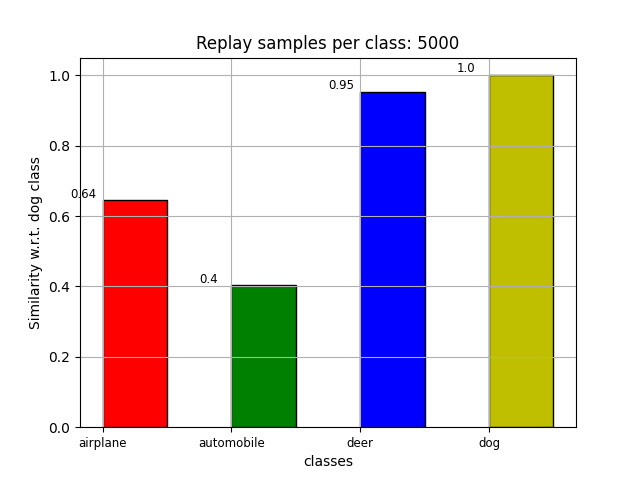 Replay samples per class: 5000
Similarity w.r.t. dog class
1.0
0.8
0.6
0.4
0.2
0.0
0.64
0.4
0.95
1.0
airplane
automobile
deer
dog
classes